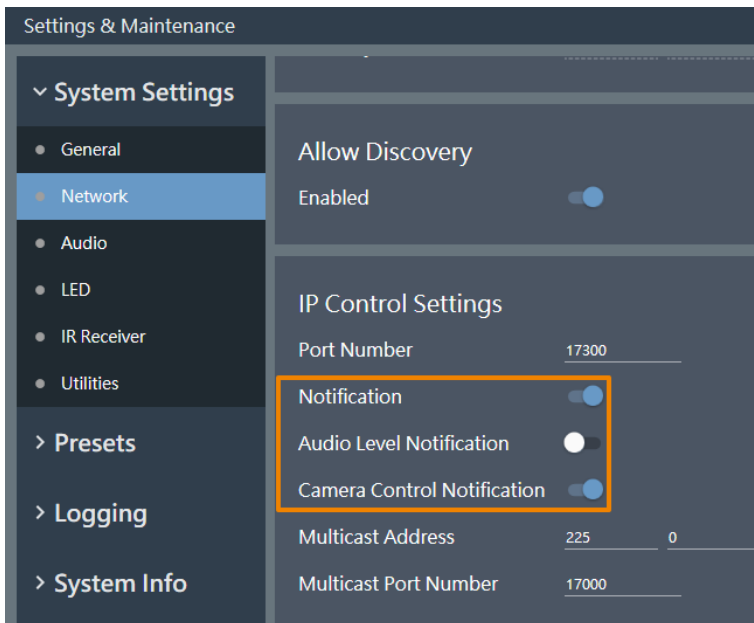 Settings & Maintenance
System Settings
General
Network
Audio
LED
IR Receiver
Utilities
Presets
Logging
System Info
Allow Discovery
Enabled
IP Control Settings
Port Number 17300
Notification
Audio Level Notification
Camera Control Notification
Multicast Address 225 0
Multicast Port Number 17000